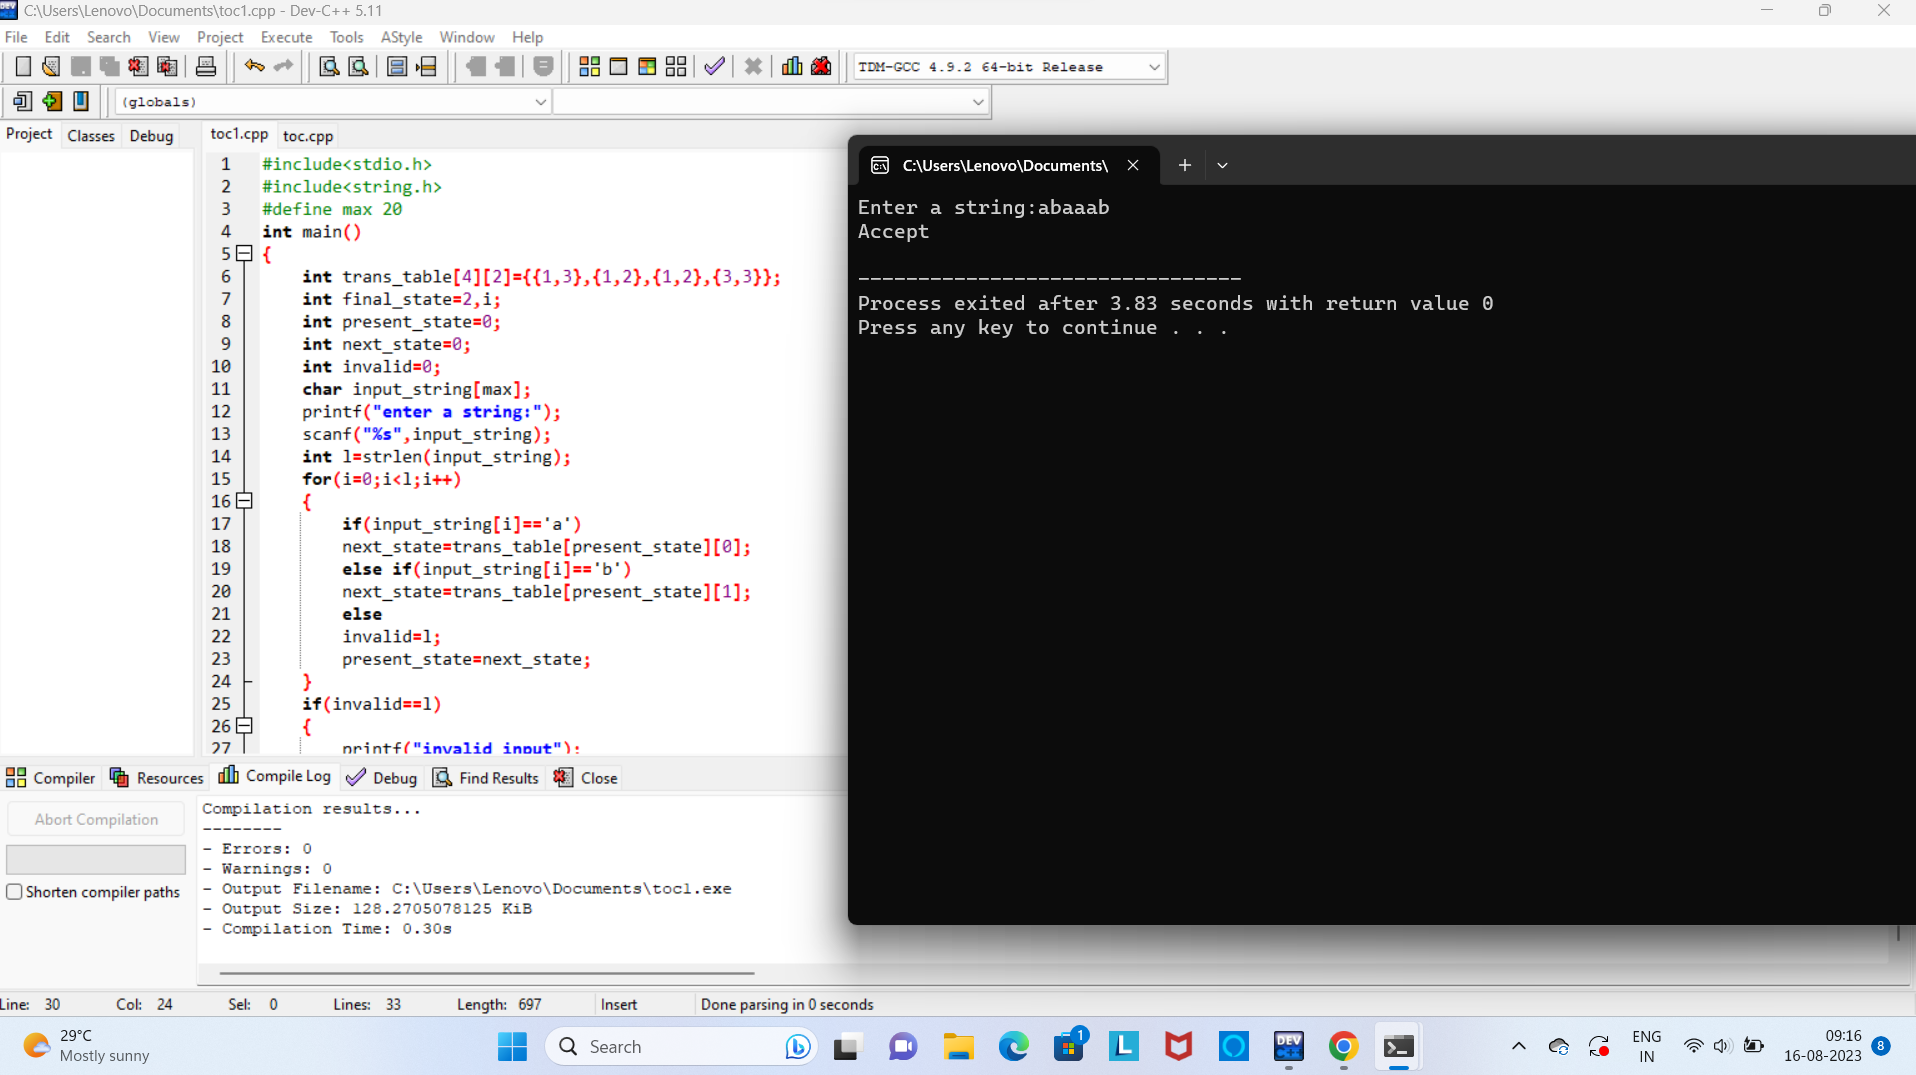 C:\Users\Lenovo\Documents\toc1.cpp - Dev-C++ 5.11
File Edit Search View Project Execute Tools AStyle Window Help
TDM-GCC 4.9.2 64-bit Release
(globals)
Project Classes Debug
toc1.cpp toc.cpp
1 #include<stdio.h>
2 #include<string.h>
3 #define max 20
4 int main()
5 {
6 int trans_table[4][2]={{1,3},{1,2},{1,2},{3,3}};
7 int final_state=2,i;
8 int present_state=0;
9 int next_state=0;
10 int invalid=0;
11 char input_string[max];
12 printf("enter a string:");
13 scanf("%s",input_string);
14 int l=strlen(input_string);
15 for(i=0;i<l;i++)
16 {
17 if(input_string[i]=='a')
18 next_state=trans_table[present_state][0];
19 else if(input_string[i]=='b')
20 next_state=trans_table[present_state][1];
21 else
22 invalid=l;
23 present_state=next_state;
24 }
25 if(invalid==l)
26 {
27 printf("invalid input");
C:\Users\Lenovo\Documents\
Enter a string:abaaab
Accept
--------------------------------
Process exited after 3.83 seconds with return value 0
Press any key to continue . . .
Compiler Resources Compile Log Debug Find Results Close
Abort Compilation
Shorten compiler paths
Compilation results...
--------
- Errors: 0
- Warnings: 0
- Output Filename: C:\Users\Lenovo\Documents\toc1.exe
- Output Size: 128.2705078125 KiB
- Compilation Time: 0.30s
Line: 30 Col: 24 Sel: 0 Lines: 33 Length: 697 Insert Done parsing in 0 seconds
29°C
Mostly sunny
Search
1
L
DEV
C++
ENG
IN
09:16
16-08-2023
8